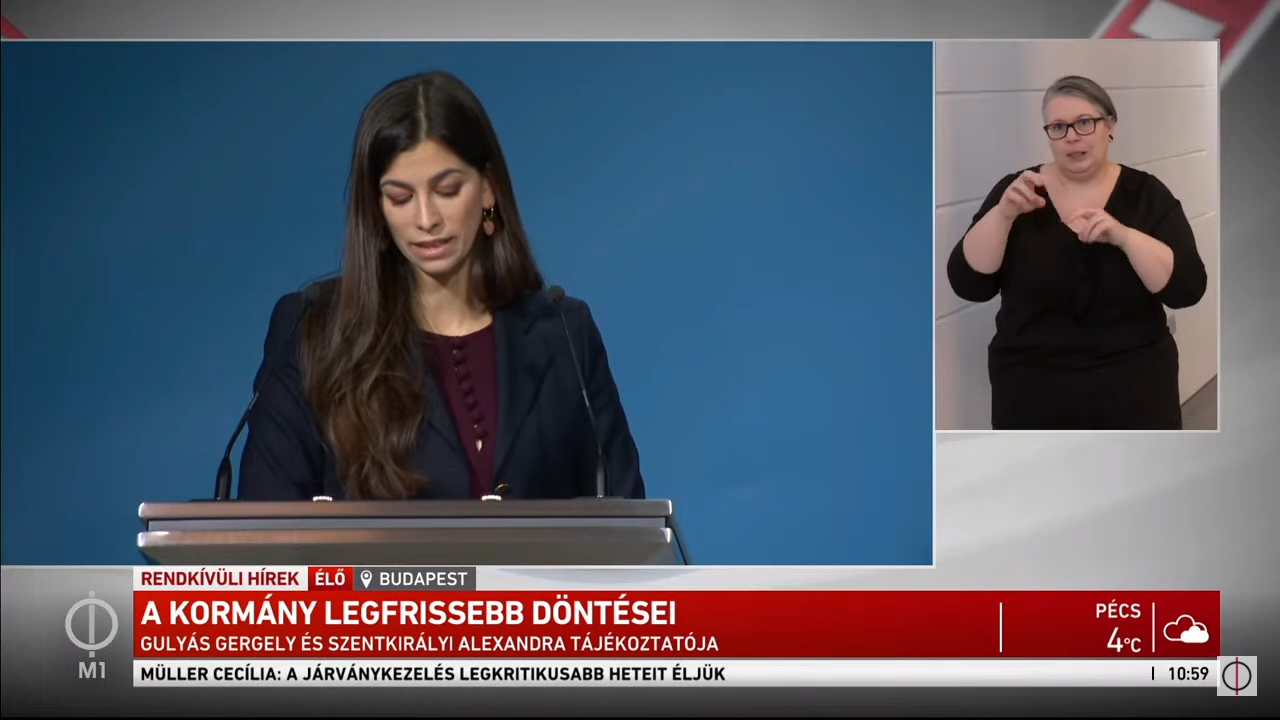 RENDKÍVÜLI HÍREK ÉLŐ BUDAPEST
A KORMÁNY LEGFRISSEBB DÖNTÉSEI
GULYÁS GERGELY ÉS SZENTKIRÁLYI ALEXANDRA TÁJÉKOZTATÓJA
PÉCS
4°C
M1
MÜLLER CECÍLIA: A JÁRVÁNYKEZELÉS LEGKRITIKUSABB HETEIT ÉLJÜK
10:59